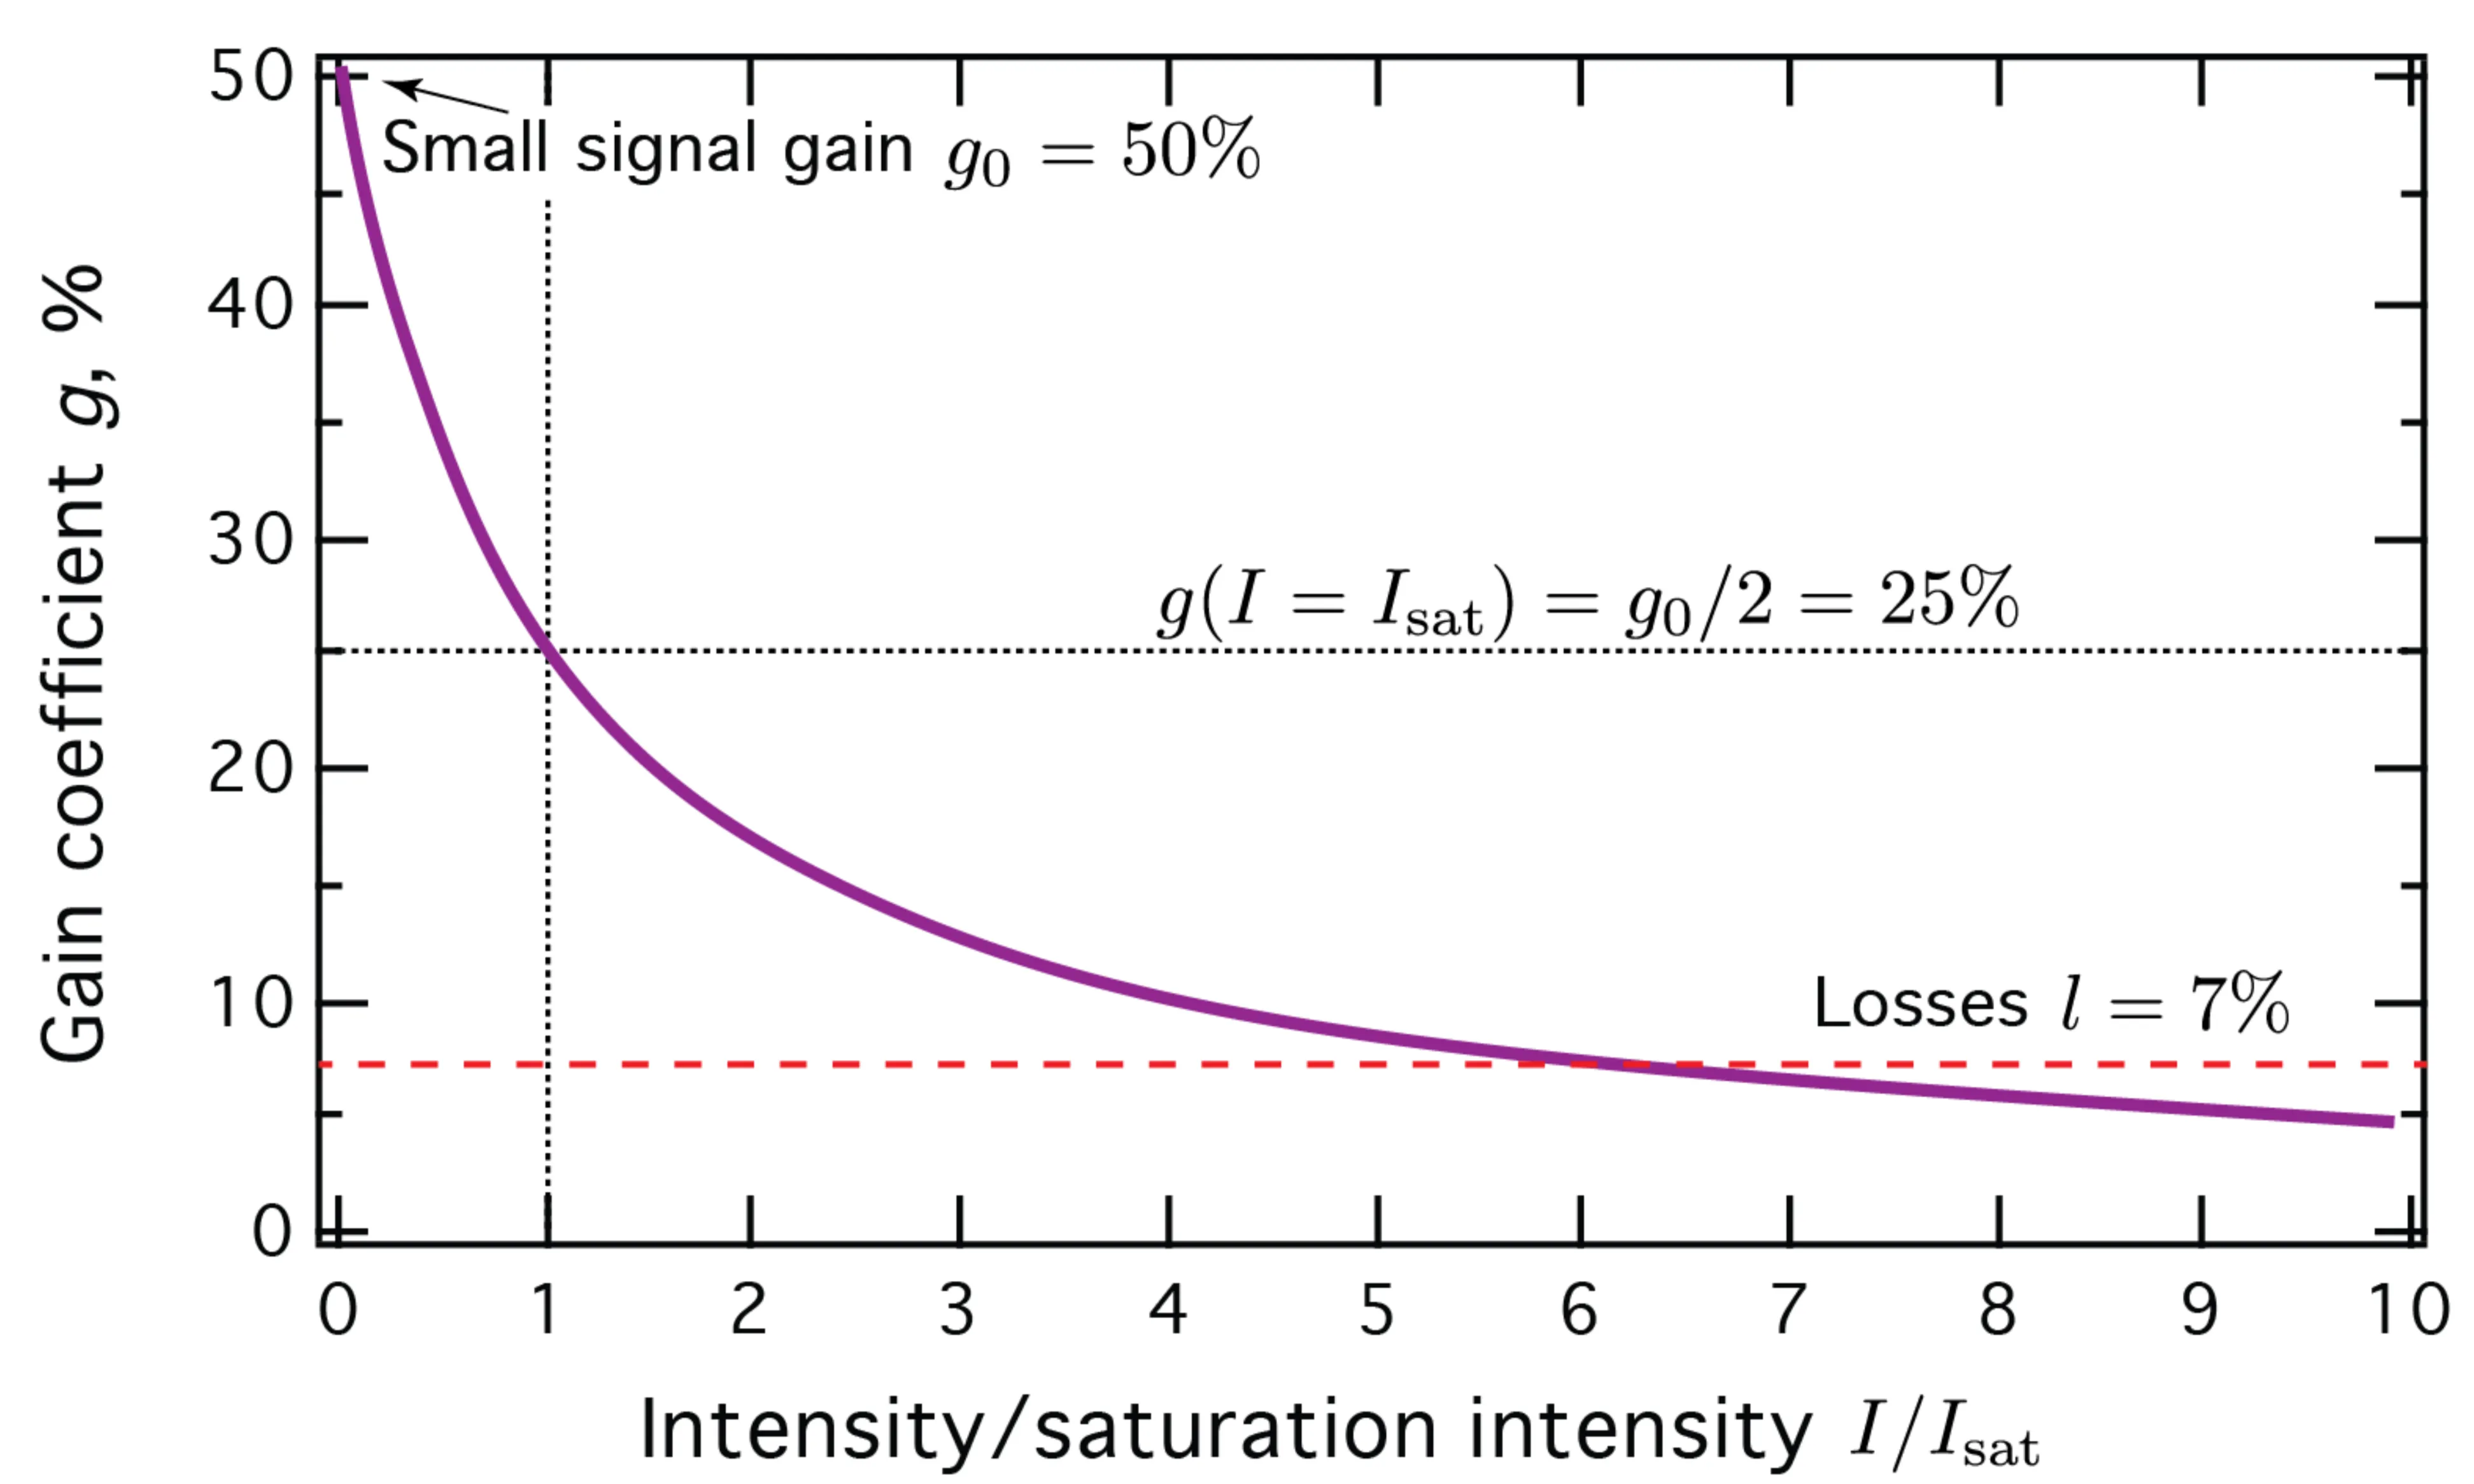 Gain coefficient g, %
50
40
30
20
10
0
Small signal gain g₀ = 50%
g(I = I_sat) = g₀/2 = 25%
Losses l = 7%
0 1 2 3 4 5 6 7 8 9 10
Intensity/saturation intensity I/I_sat